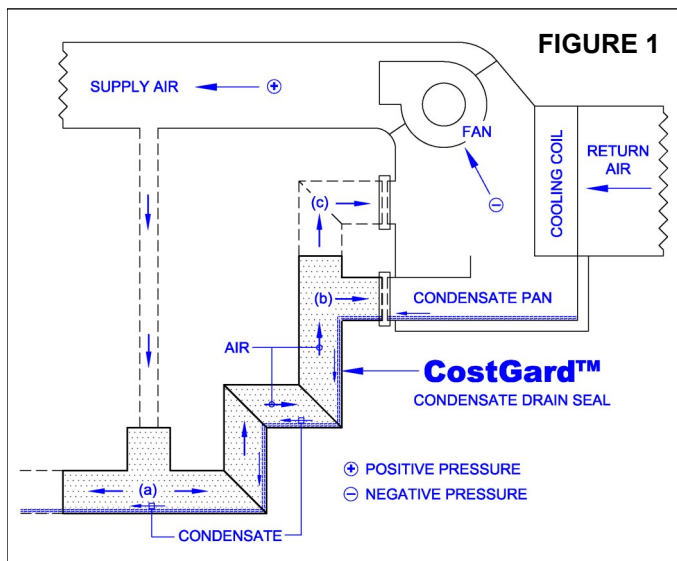 FIGURE 1
SUPPLY AIR
+
FAN
COOLING COIL
RETURN
AIR
−
(c)
(b)
CONDENSATE PAN
AIR
CostGard™
CONDENSATE DRAIN SEAL
(a)
+ POSITIVE PRESSURE
− NEGATIVE PRESSURE
CONDENSATE